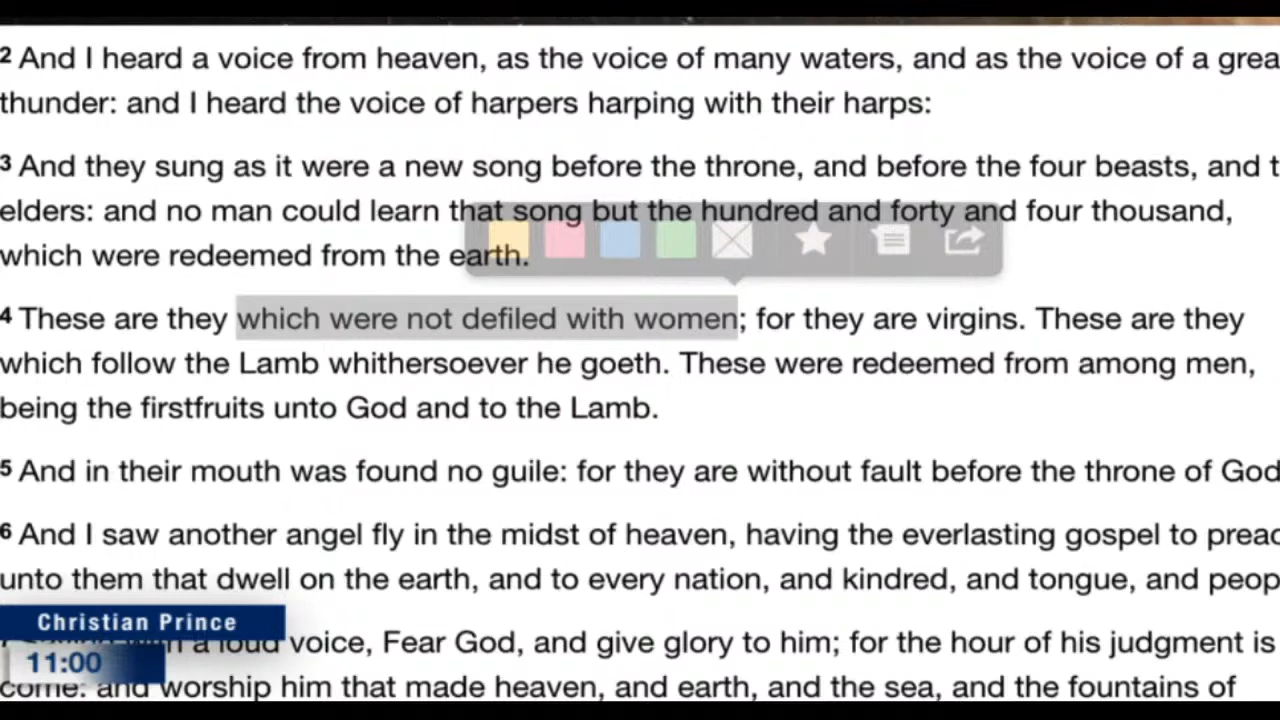 2 And I heard a voice from heaven, as the voice of many waters, and as the voice of a grea
thunder: and I heard the voice of harpers harping with their harps:
3 And they sung as it were a new song before the throne, and before the four beasts, and t
elders: and no man could learn that song but the hundred and forty and four thousand,
which were redeemed from the earth.
4 These are they which were not defiled with women; for they are virgins. These are they
which follow the Lamb whithersoever he goeth. These were redeemed from among men,
being the firstfruits unto God and to the Lamb.
5 And in their mouth was found no guile: for they are without fault before the throne of God
6 And I saw another angel fly in the midst of heaven, having the everlasting gospel to preac
unto them that dwell on the earth, and to every nation, and kindred, and tongue, and peop
Christian Prince
with a loud voice, Fear God, and give glory to him; for the hour of his judgment is
11:00
come: and worship him that made heaven, and earth, and the sea, and the fountains of